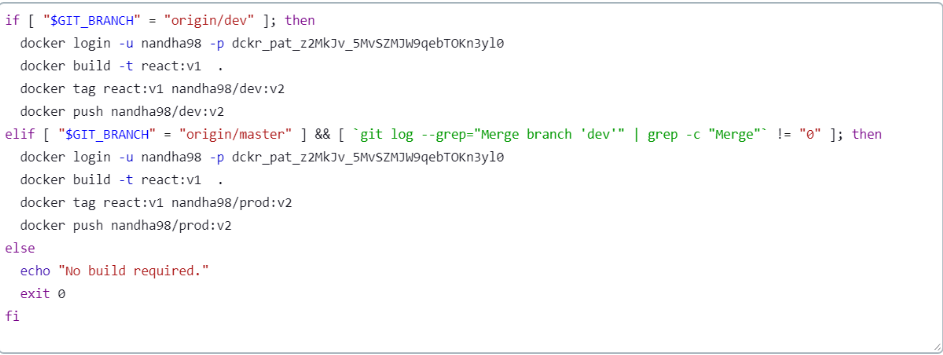 if [ "$GIT_BRANCH" = "origin/dev" ]; then
  docker login -u nandha98 -p dckr_pat_z2MkJv_5MvSZMJW9qebTOKn3yl0
  docker build -t react:v1  .
  docker tag react:v1 nandha98/dev:v2
  docker push nandha98/dev:v2
elif [ "$GIT_BRANCH" = "origin/master" ] && [ `git log --grep="Merge branch 'dev'" | grep -c "Merge"` != "0" ]; then
  docker login -u nandha98 -p dckr_pat_z2MkJv_5MvSZMJW9qebTOKn3yl0
  docker build -t react:v1  .
  docker tag react:v1 nandha98/prod:v2
  docker push nandha98/prod:v2
else
  echo "No build required."
  exit 0
fi